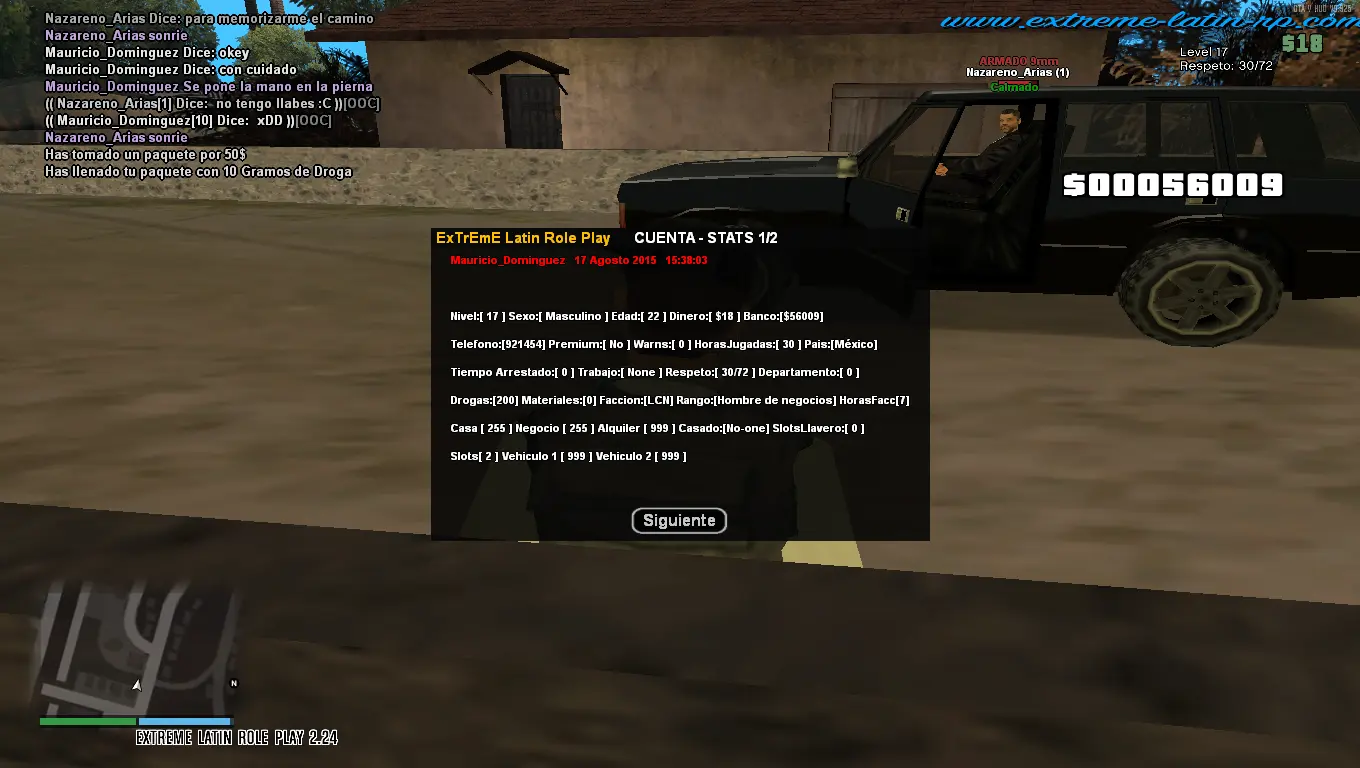 Nazareno_Arias Dice: para memorizarme el camino
Nazareno_Arias sonrie
Mauricio_Dominguez Dice: okey
Mauricio_Dominguez Dice: con cuidado
Mauricio_Dominguez Se pone la mano en la pierna
(( Nazareno_Arias[1] Dice: no tengo llabes :C ))[OOC]
(( Mauricio_Dominguez[10] Dice: xDD ))[OOC]
Nazareno_Arias sonrie
Has tomado un paquete por 50$
Has llenado tu paquete con 10 Gramos de Droga
www.extreme-latin-rp.com
Level 17
$18
Respeto: 30/72
ARMADO 9mm
Nazareno_Arias (1)
Calmado
$00056009
ExTrEmE Latin Role Play CUENTA - STATS 1/2
Mauricio_Dominguez 17 Agosto 2015 15:38:03
Nivel:[ 17 ] Sexo:[ Masculino ] Edad:[ 22 ] Dinero:[ $18 ] Banco:[$56009]
Telefono:[921454] Premium:[ No ] Warns:[ 0 ] HorasJugadas:[ 30 ] Pais:[México]
Tiempo Arrestado:[ 0 ] Trabajo:[ None ] Respeto:[ 30/72 ] Departamento:[ 0 ]
Drogas:[200] Materiales:[0] Faccion:[LCN] Rango:[Hombre de negocios] HorasFacc[7]
Casa [ 255 ] Negocio [ 255 ] Alquiler [ 999 ] Casado:[No-one] SlotsLlavero:[ 0 ]
Slots[ 2 ] Vehiculo 1 [ 999 ] Vehiculo 2 [ 999 ]
Siguiente
N
EXTREME LATIN ROLE PLAY 2.24